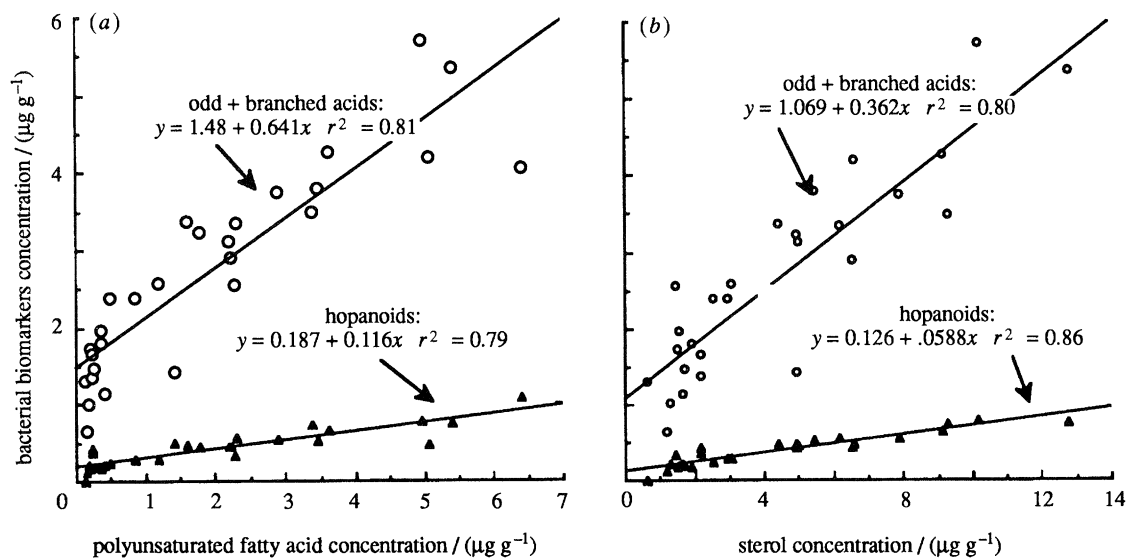 (a)
6
4
2
0
bacterial biomarkers concentration / (µg g⁻¹)
odd + branched acids:
y = 1.48 + 0.641x r² = 0.81
hopanoids:
y = 0.187 + 0.116x r² = 0.79
0 1 2 3 4 5 6 7
polyunsaturated fatty acid concentration / (µg g⁻¹)
(b)
odd + branched acids:
y = 1.069 + 0.362x r² = 0.80
hopanoids:
y = 0.126 + .0588x r² = 0.86
0 4 8 12 14
sterol concentration / (µg g⁻¹)